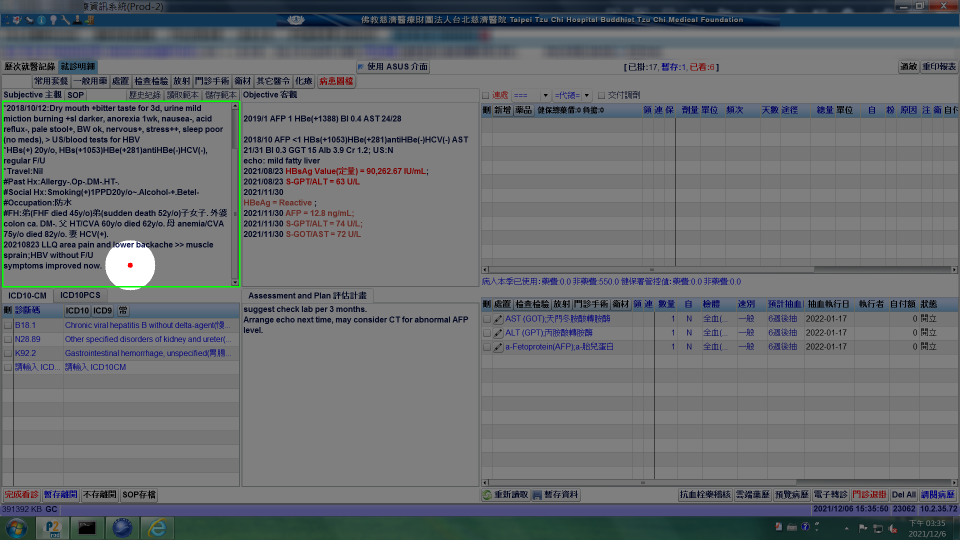 資訊系統(Prod-2)
佛教慈濟醫療財團法人台北慈濟醫院 Taipei Tzu Chi Hospital Buddhist Tzu Chi Medical Foundation
歷次就醫記錄 就診明細
使用 ASUS 介面
[已掛:17, 暫存:1, 已看:6]
過敏 重印報表
常用套餐 一般用藥 處置 檢查檢驗 放射 門診手術 衛材 其它醫令 化療 病患圖檔
Subjective 主觀 SOP 歷史紀錄 讀取範本 儲存範本
*2018/10/12:Dry mouth +bitter taste for 3d, urine mild
miction, burning +sl darker, anorexia 1wk, nausea-, acid
reflux-, pale stool+, BW ok, nervous+, stress++, sleep poor
(no meds), > US/blood tests for HBV
*HBs(+) 20y/o, HBs(+1053)HBe(+281)antiHBe(-)HCV(-),
regular F/U
*Travel:Nil
#Past Hx:Allergy-.Op-.DM-.HT-.
#Social Hx: Smoking(+)1PPD20y/o~.Alcohol-+.Betel-
#Occupation:防水
#FH:弟(FHF died 45y/o)弟(sudden death 52y/o)子女子. 外婆
colon ca. DM-. 父 HT/CVA 60y/o died 62y/o. 母 anemia/CVA
75y/o died 82y/o. 妻 HCV(+).
20210823 LLQ area pain and lower backache >> muscle
sprain;HBV without F/U
symptoms improved now.
Objective 客觀
2019/1 AFP 1 HBe(+1388) BI 0.4 AST 24/28
2018/10 AFP <1 HBs(+1053)HBe(+281)antiHBe(-)HCV(-) AST
21/31 BI 0.3 GGT 15 Alb 3.9 Cr 1.2; US:N
echo: mild fatty liver
2021/08/23 HBsAg Value(定量) = 90,262.67 IU/mL;
2021/08/23 S-GPT/ALT = 63 U/L
2021/11/30
HBeAg = Reactive ;
2021/11/30 AFP = 12.8 ng/mL;
2021/11/30 S-GPT/ALT = 74 U/L;
2021/11/30 S-GOT/AST = 72 U/L
連處 === =代碼= 交付調劑
刪 新增 藥品 健保總藥價:0 負擔:0 領 連 保 劑量 單位 頻次 天數 途徑 總量 單位 自 粉 原因 注 衛 自付
病人本季已使用:藥費:0.0 非藥費:550.0 健保署管控值:藥費:0.0 非藥費:0.0
ICD10-CM ICD10PCS
刪 診斷碼 ICD10 ICD9 常
B18.1 Chronic viral hepatitis B without delta-agent(慢...
N28.89 Other specified disorders of kidney and ureter(...
K92.2 Gastrointestinal hemorrhage, unspecified(胃腸...
請輸入 ICD... 請輸入 ICD10CM
Assessment and Plan 評估計畫
suggest check lab per 3 months.
Arrange echo next time, may consider CT for abnormal AFP
level.
刪 處置 檢查檢驗 放射 門診手術 衛材 領 連 數量 自 檢體 速別 預計抽血 抽血執行日 執行者 自付額 狀態
AST (GOT);天門冬胺酸轉胺酶 1 N 全血(... 一般 6週後抽 2022-01-17 0 開立
ALT (GPT);丙胺酸轉胺酶 1 N 全血(... 一般 6週後抽 2022-01-17 0 開立
a-Fetoprotein(AFP);a-胎兒蛋白 1 N 全血(... 一般 6週後抽 2022-01-17 0 開立
完成看診 暫存離開 不存離開 SOP存檔
重新讀取 暫存資料
抗血栓藥稽核 雲端藥歷 預覽病歷 電子轉診 門診退掛 Del All 調閱病歷
391392 KB GC
2021/12/06 15:35:50 23062 10.2.35.72
下午 03:35
2021/12/6